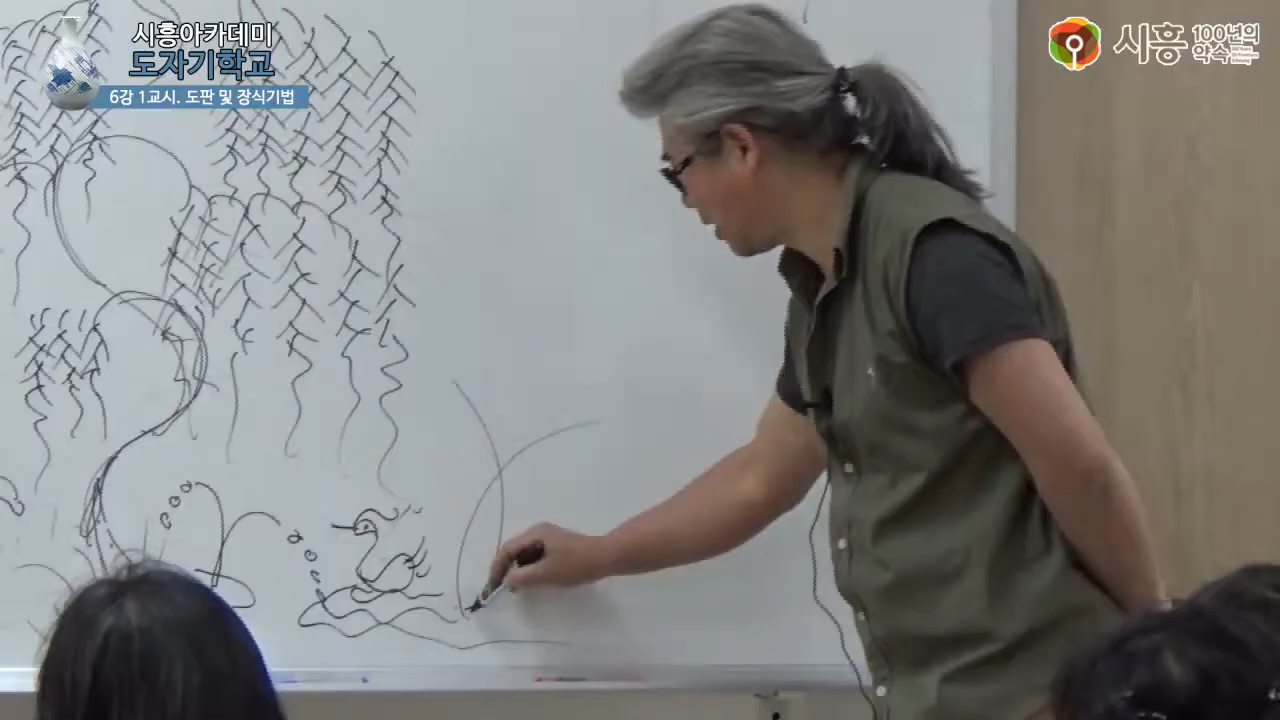 시흥아카데미
도자기학교
6강 1교시. 도판 및 장식기법
시흥 100년의
약속